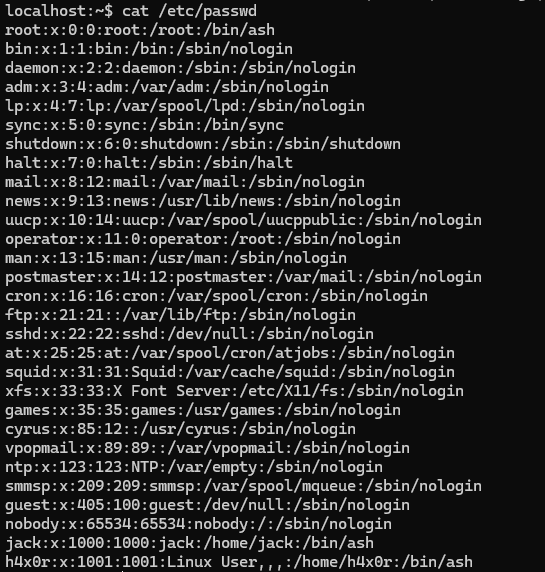 localhost:~$ cat /etc/passwd
root:x:0:0:root:/root:/bin/ash
bin:x:1:1:bin:/bin:/sbin/nologin
daemon:x:2:2:daemon:/sbin:/sbin/nologin
adm:x:3:4:adm:/var/adm:/sbin/nologin
lp:x:4:7:lp:/var/spool/lpd:/sbin/nologin
sync:x:5:0:sync:/sbin:/bin/sync
shutdown:x:6:0:shutdown:/sbin:/sbin/shutdown
halt:x:7:0:halt:/sbin:/sbin/halt
mail:x:8:12:mail:/var/mail:/sbin/nologin
news:x:9:13:news:/usr/lib/news:/sbin/nologin
uucp:x:10:14:uucp:/var/spool/uucppublic:/sbin/nologin
operator:x:11:0:operator:/root:/sbin/nologin
man:x:13:15:man:/usr/man:/sbin/nologin
postmaster:x:14:12:postmaster:/var/mail:/sbin/nologin
cron:x:16:16:cron:/var/spool/cron:/sbin/nologin
ftp:x:21:21::/var/lib/ftp:/sbin/nologin
sshd:x:22:22:sshd:/dev/null:/sbin/nologin
at:x:25:25:at:/var/spool/cron/atjobs:/sbin/nologin
squid:x:31:31:Squid:/var/cache/squid:/sbin/nologin
xfs:x:33:33:X Font Server:/etc/X11/fs:/sbin/nologin
games:x:35:35:games:/usr/games:/sbin/nologin
cyrus:x:85:12::/usr/cyrus:/sbin/nologin
vpopmail:x:89:89::/var/vpopmail:/sbin/nologin
ntp:x:123:123:NTP:/var/empty:/sbin/nologin
smmsp:x:209:209:smmsp:/var/spool/mqueue:/sbin/nologin
guest:x:405:100:guest:/dev/null:/sbin/nologin
nobody:x:65534:65534:nobody:/:/sbin/nologin
jack:x:1000:1000:jack:/home/jack:/bin/ash
h4x0r:x:1001:1001:Linux User,,,:/home/h4x0r:/bin/ash